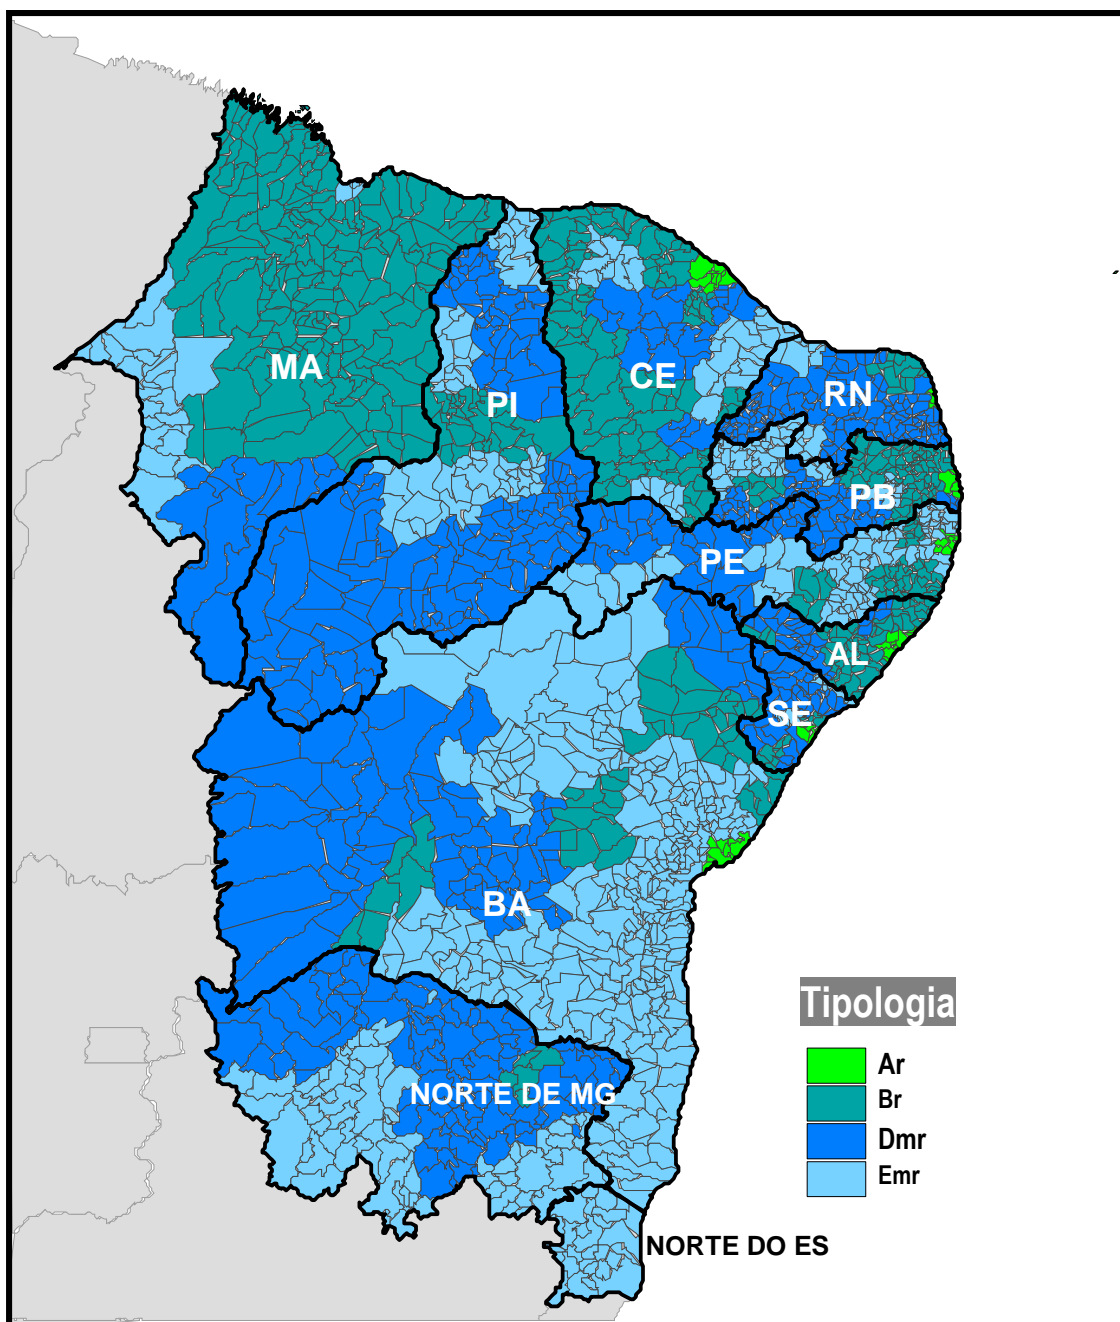 MA
PI
CE
RN
PB
PE
AL
SE
BA
NORTE DE MG
NORTE DO ES
Tipologia
Ar
Br
Dmr
Emr